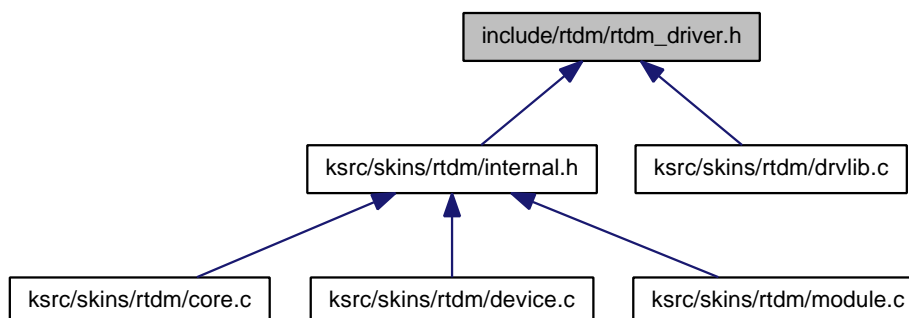 include/rtdm/rtdm_driver.h
ksrc/skins/rtdm/internal.h
ksrc/skins/rtdm/drvlib.c
ksrc/skins/rtdm/core.c
ksrc/skins/rtdm/device.c
ksrc/skins/rtdm/module.c